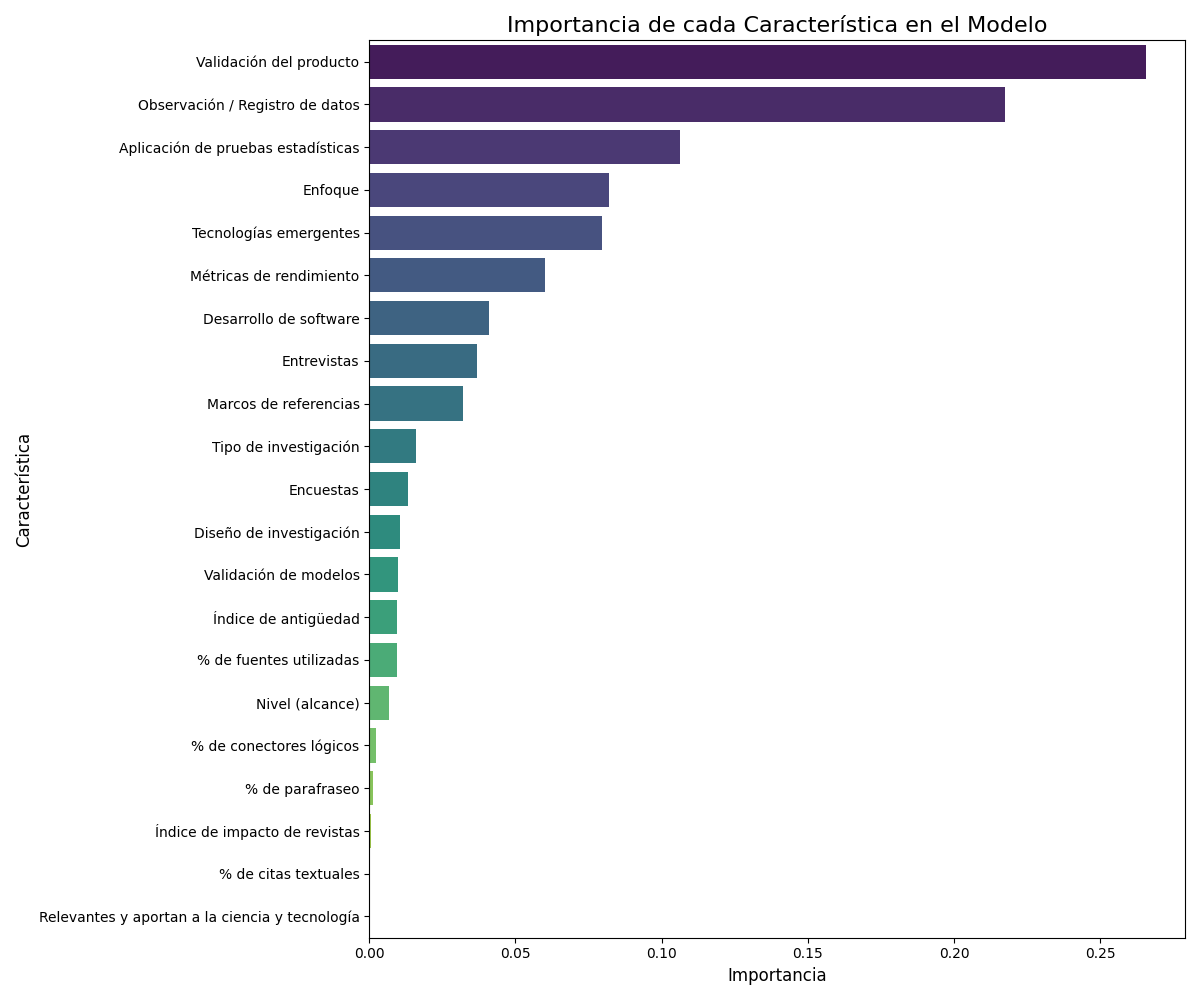 Importancia de cada Característica en el Modelo
Validación del producto
Observación / Registro de datos
Aplicación de pruebas estadísticas
Enfoque
Tecnologías emergentes
Métricas de rendimiento
Desarrollo de software
Entrevistas
Marcos de referencias
Tipo de investigación
Encuestas
Diseño de investigación
Validación de modelos
Índice de antigüedad
% de fuentes utilizadas
Nivel (alcance)
% de conectores lógicos
% de parafraseo
Índice de impacto de revistas
% de citas textuales
Relevantes y aportan a la ciencia y tecnología
Característica
0.00 0.05 0.10 0.15 0.20 0.25
Importancia